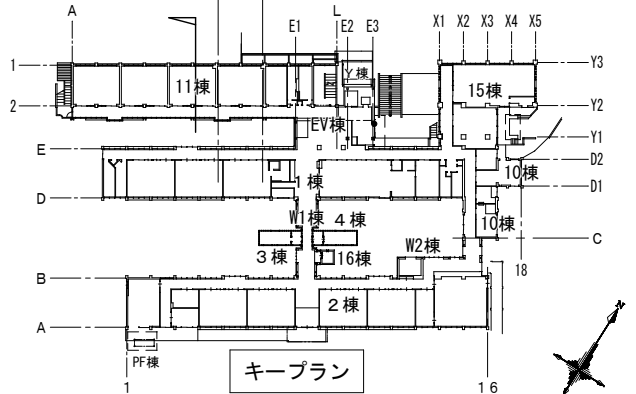 A E1 L E2 E3 X1 X2 X3 X4 X5
1 Y3
Y棟
11棟 15棟
2 Y2
EV棟
Y1
E D2
10棟
1棟 D1
D
W1棟 4棟 10棟
W2棟 C
3棟 16棟
18
B
2棟
A
PF棟
キープラン
1 16
N